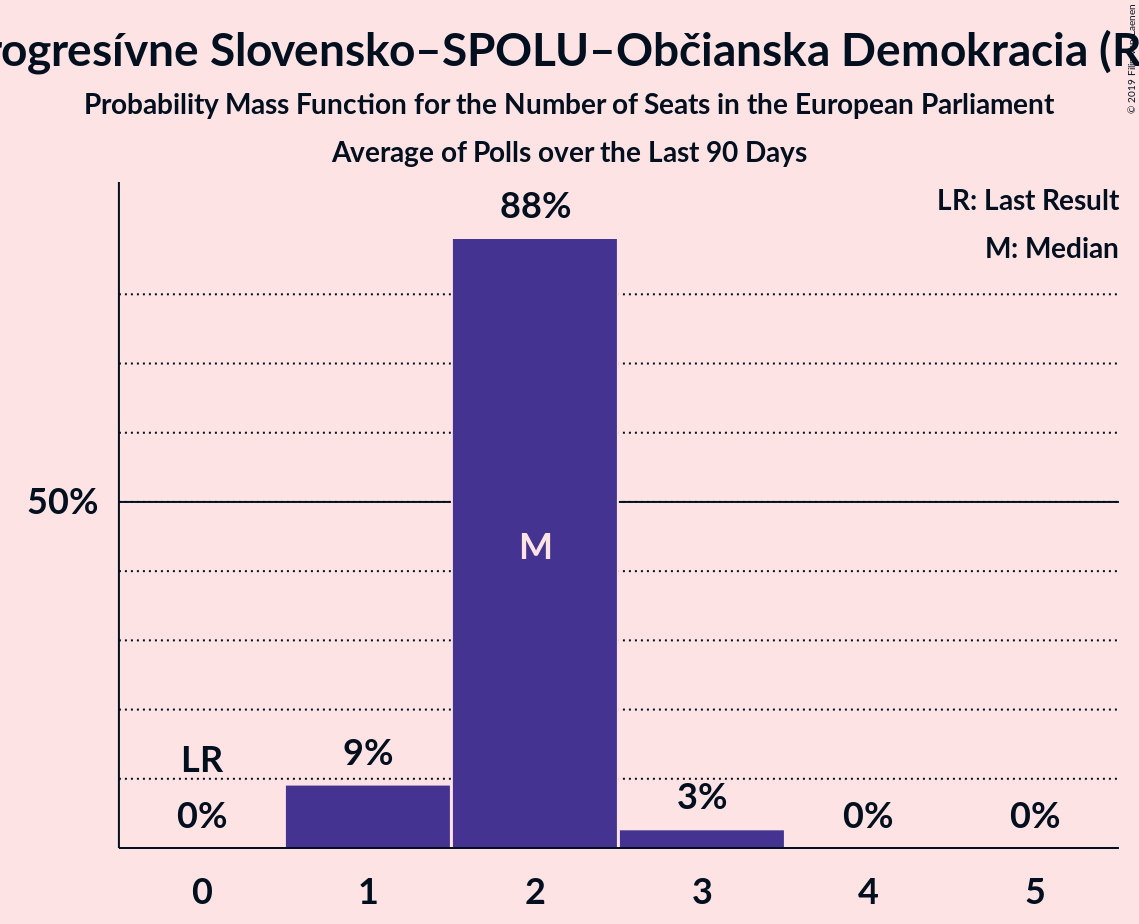 rogresívne Slovensko–SPOLU–Občianska Demokracia (R
Probability Mass Function for the Number of Seats in the European Parliament
Average of Polls over the Last 90 Days
LR: Last Result
M: Median
88%
50%
M
LR
9%
3%
0%
0%
0%
0
1
2
3
4
5
© 2019